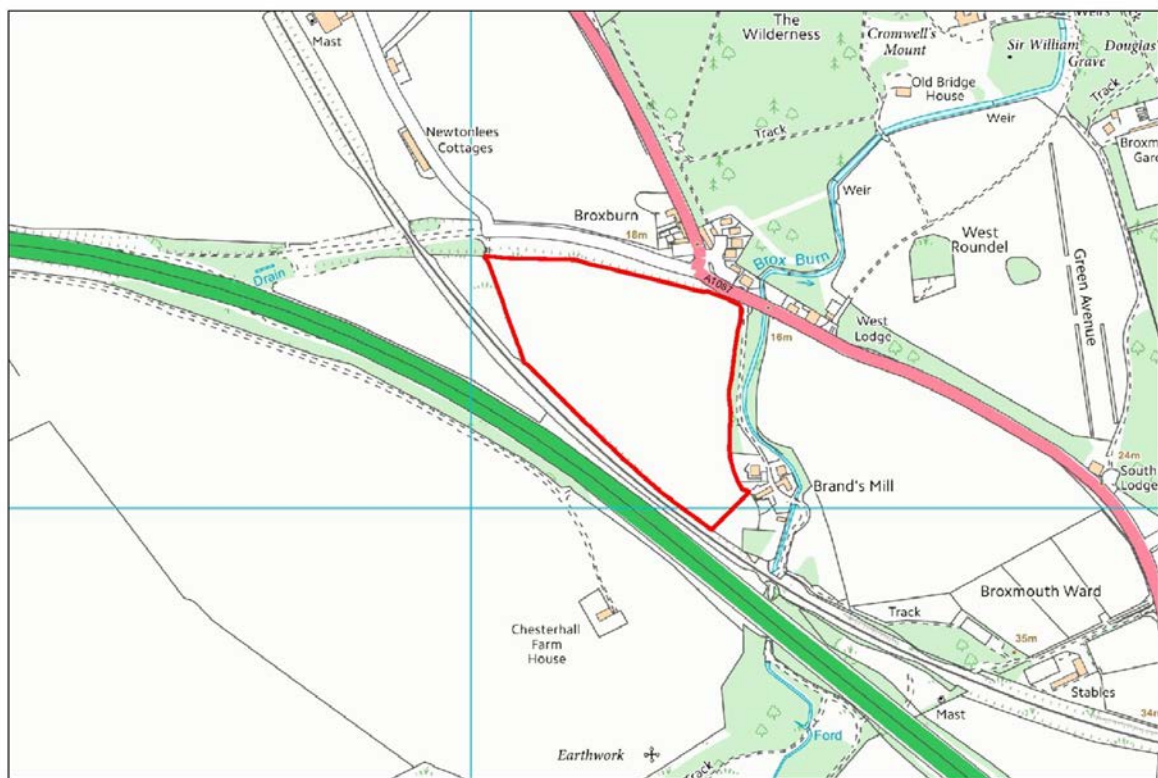 Mast
The
Wilderness
Cromwell's
Mount
Weirs
Sir William
Grave
Douglas'
Track
Old Bridge
House
Weir
Track
Newtonlees
Cottages
Broxm
Gard
Weir
Broxburn
18m
West
Roundel
Brox Burn
Green Avenue
Drain
A1087
West
Lodge
16m
24m
South
Lodge
Brand's Mill
Broxmouth Ward
Track
Chesterhall
Farm
House
35m
Stables
Mast
34m
Ford
Earthwork
Track